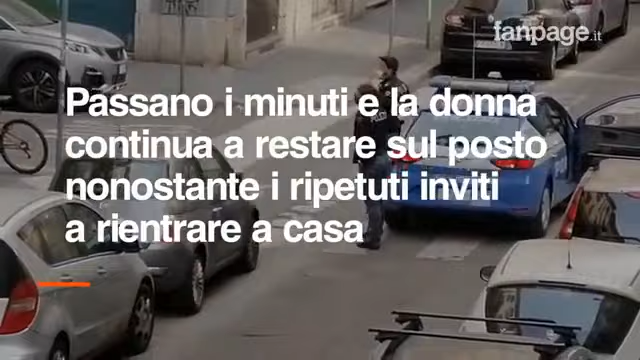 fanpage.it
Passano i minuti e la donna
continua a restare sul posto
nonostante i ripetuti inviti
a rientrare a casa